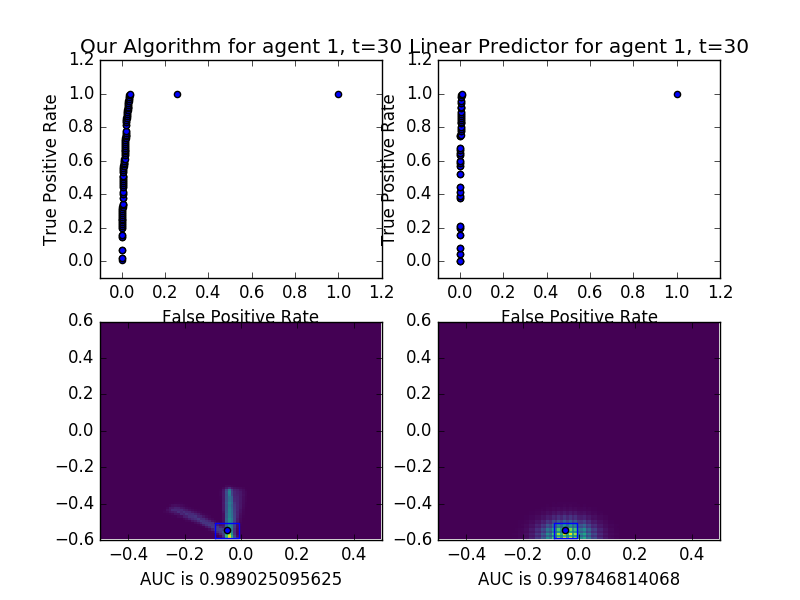 Our Algorithm for agent 1, t=30 Linear Predictor for agent 1, t=30
1.2 1.2
1.0 1.0
0.8 0.8
0.6 0.6
0.4 0.4
0.2 0.2
0.0 0.0
True Positive Rate True Positive Rate
0.0 0.2 0.4 0.6 0.8 1.0 1.2 0.0 0.2 0.4 0.6 0.8 1.0 1.2
False Positive Rate False Positive Rate
0.6 0.6
0.4 0.4
0.2 0.2
0.0 0.0
−0.2 −0.2
−0.4 −0.4
−0.6 −0.6
−0.4 −0.2 0.0 0.2 0.4 −0.4 −0.2 0.0 0.2 0.4
AUC is 0.989025095625 AUC is 0.997846814068